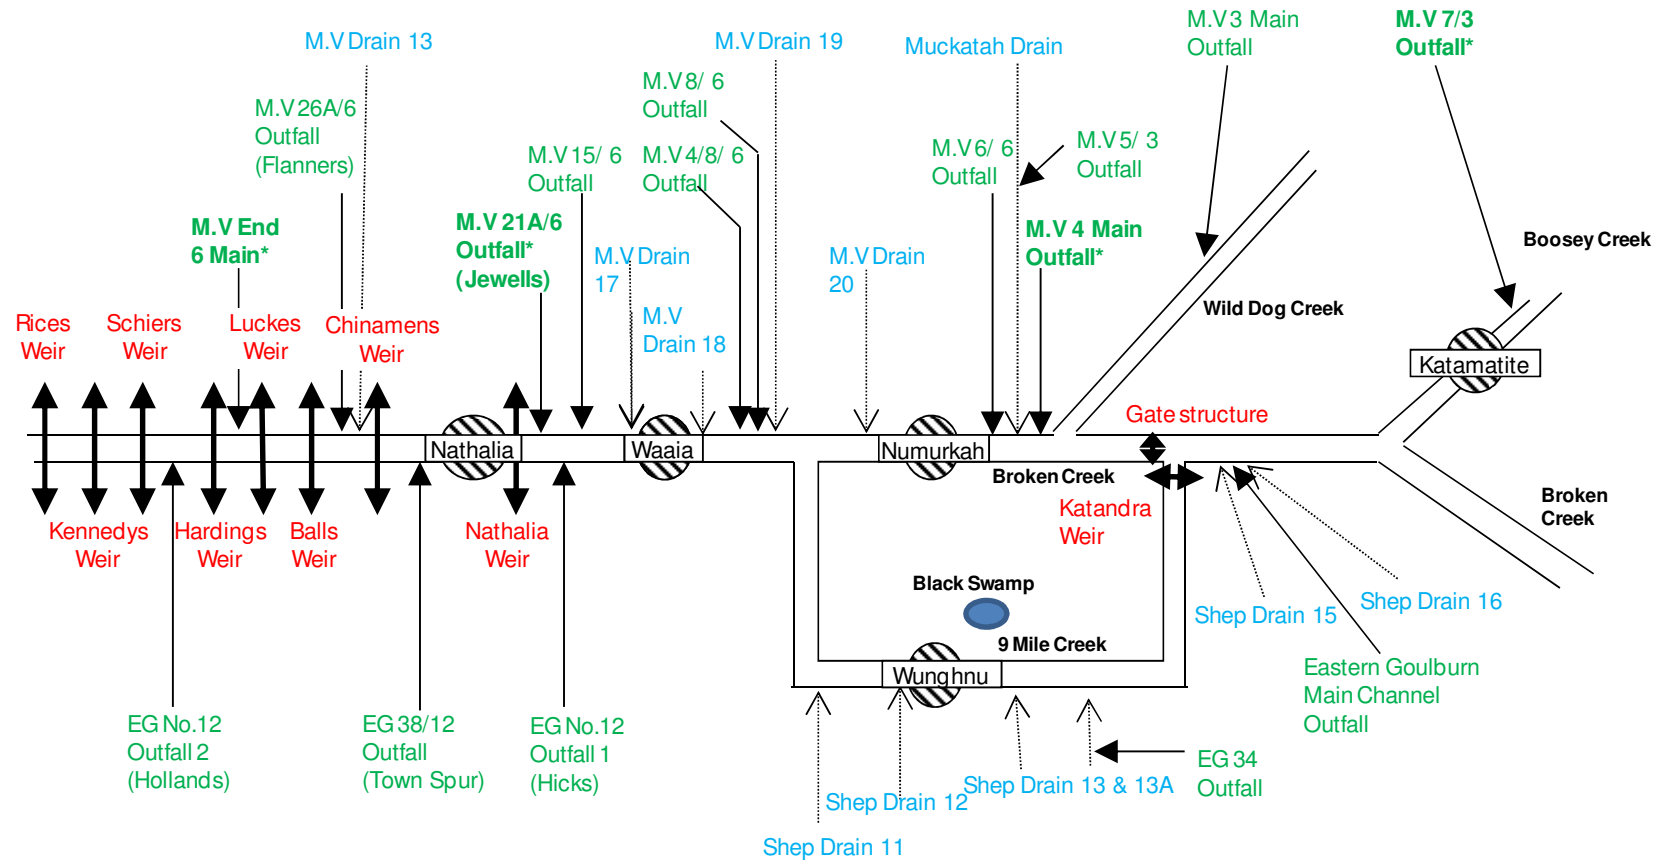 M.V Drain 13
M.V Drain 19
Muckatah Drain
M.V 3 Main
Outfall
M.V 7/3
Outfall*
M.V 26A/6
Outfall
(Flanners)
M.V 8/ 6
Outfall
M.V 15/ 6
Outfall
M.V 4/8/ 6
Outfall
M.V 6/ 6
Outfall
M.V 5/ 3
Outfall
M.V End
6 Main*
M.V 21A/6
Outfall*
(Jewells)
M.V Drain
17
M.V
Drain 18
M.V Drain
20
M.V 4 Main
Outfall*
Boosey Creek
Wild Dog Creek
Rices
Weir
Schiers
Weir
Luckes
Weir
Chinamens
Weir
Katamatite
Gate structure
Nathalia
Waaia
Numurkah
Broken Creek
Katandra
Weir
Broken
Creek
Kennedys
Weir
Hardings
Weir
Balls
Weir
Nathalia
Weir
Black Swamp
9 Mile Creek
Wunghnu
Shep Drain 15
Shep Drain 16
Eastern Goulburn
Main Channel
Outfall
EG No.12
Outfall 2
(Hollands)
EG 38/12
Outfall
(Town Spur)
EG No.12
Outfall 1
(Hicks)
Shep Drain 11
Shep Drain 12
Shep Drain 13 & 13A
EG 34
Outfall